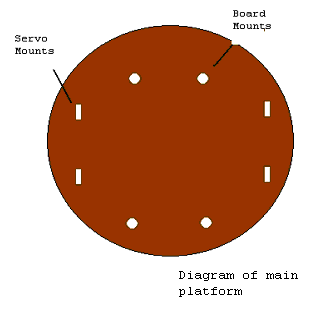 Board
Mounts
Servo
Mounts
Diagram of main
platform